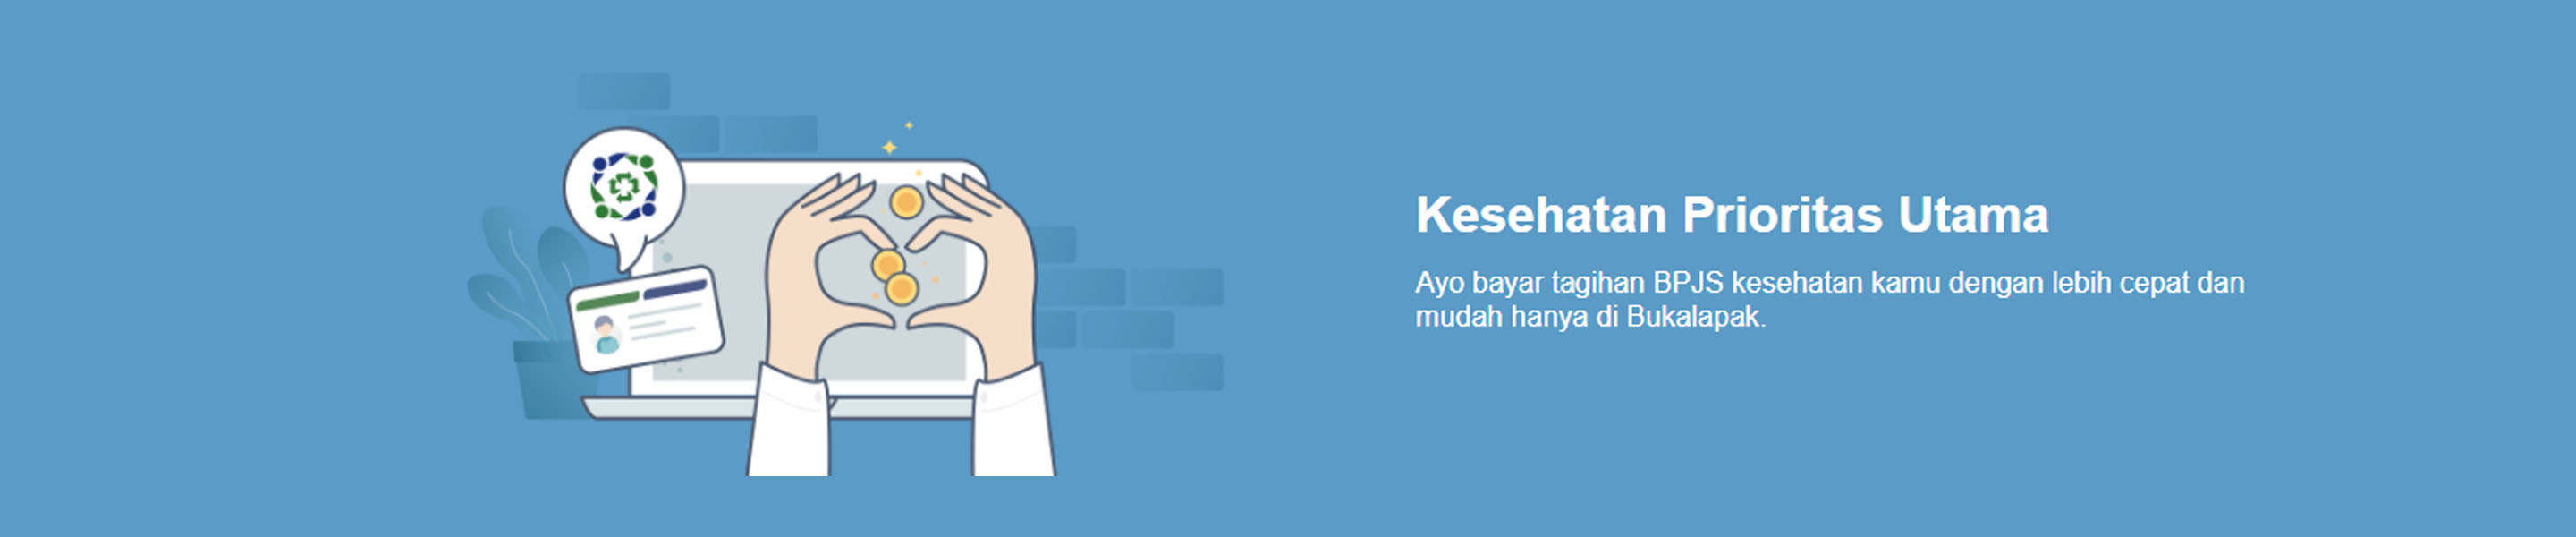 Kesehatan Prioritas Utama
Ayo bayar tagihan BPJS kesehatan kamu dengan lebih cepat dan
mudah hanya di Bukalapak.